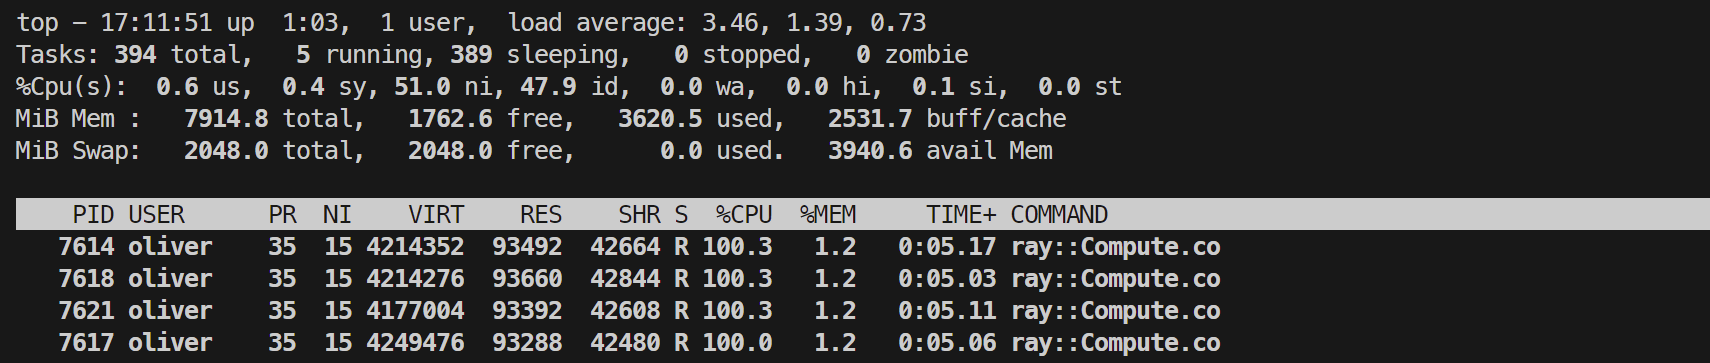 top – 17:11:51 up  1:03,  1 user,  load average: 3.46, 1.39, 0.73
Tasks: 394 total,   5 running, 389 sleeping,   0 stopped,   0 zombie
%Cpu(s):  0.6 us,  0.4 sy, 51.0 ni, 47.9 id,  0.0 wa,  0.0 hi,  0.1 si,  0.0 st
MiB Mem :   7914.8 total,   1762.6 free,   3620.5 used,   2531.7 buff/cache
MiB Swap:   2048.0 total,   2048.0 free,      0.0 used.   3940.6 avail Mem
    PID USER      PR  NI    VIRT    RES    SHR S  %CPU  %MEM     TIME+ COMMAND
   7614 oliver    35  15 4214352  93492  42664 R 100.3   1.2   0:05.17 ray::Compute.co
   7618 oliver    35  15 4214276  93660  42844 R 100.3   1.2   0:05.03 ray::Compute.co
   7621 oliver    35  15 4177004  93392  42608 R 100.3   1.2   0:05.11 ray::Compute.co
   7617 oliver    35  15 4249476  93288  42480 R 100.0   1.2   0:05.06 ray::Compute.co